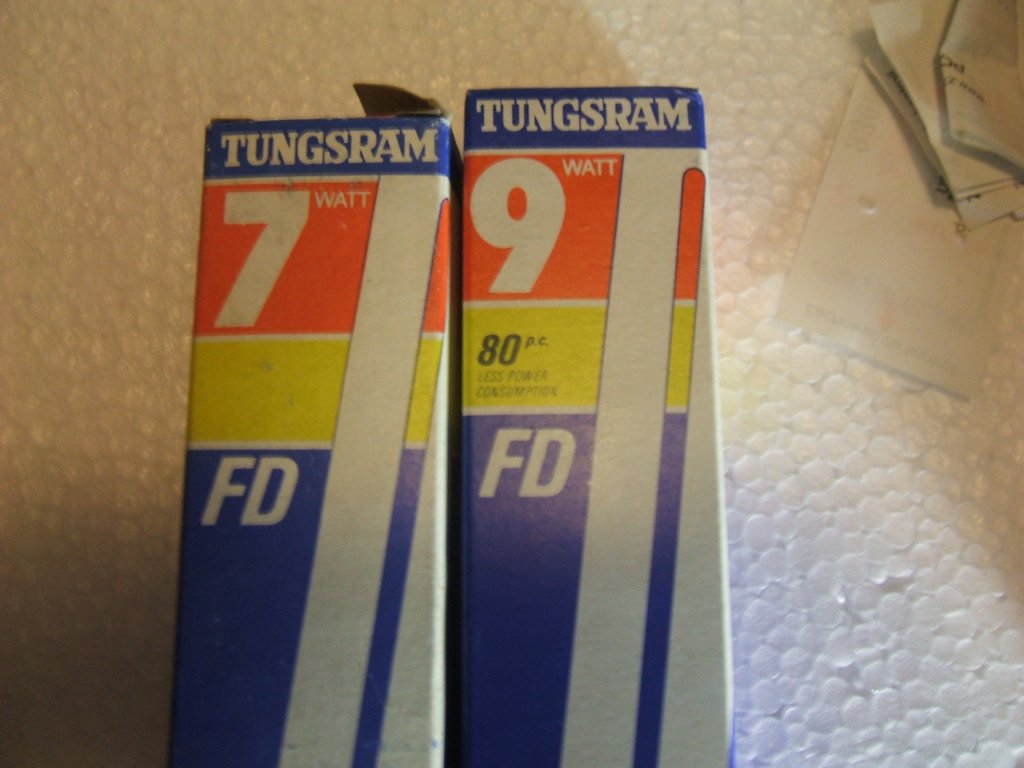 TUNGSRAM
7 WATT
FD
TUNGSRAM
9 WATT
80 p.c.
LESS POWER
CONSUMPTION
FD